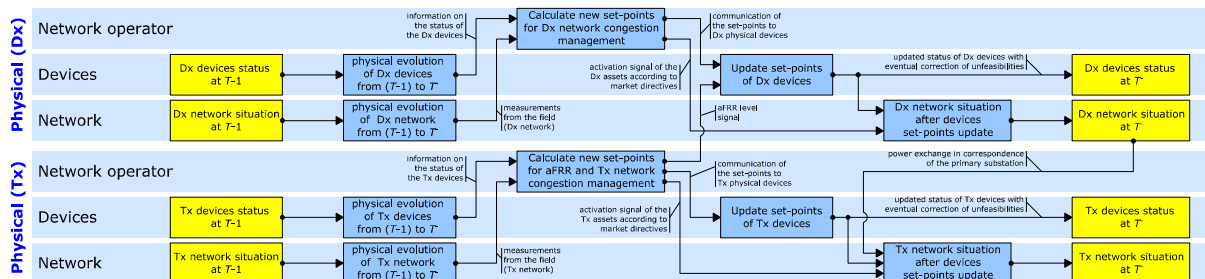 Physical (Dx)
Network operator
information on
the status of
the Dx devices
Calculate new set-points
for Dx network congestion
management
communication of
the set-points to
Dx physical devices
Devices
Dx devices status
at T-1
physical evolution
of Dx devices
from (T-1) to T-
activation signal of the
Dx assets according to
market directives
Update set-points
of Dx devices
updated status of Dx devices with
eventual correction of unfeasibilities
Dx devices status
at T-
Network
Dx network situation
at T-1
physical evolution
of Dx network
from (T-1) to T-
measurements
from the field
(Dx network)
aFRR level
signal
Dx network situation
after devices
set-points update
Dx network situation
at T-
Physical (Tx)
Network operator
information on
the status of
the Tx devices
Calculate new set-points
for aFRR and Tx network
congestion management
communication of
the set-points to
Tx physical devices
power exchange in correspondence
of the primary substation
Devices
Tx devices status
at T-1
physical evolution
of Tx devices
from (T-1) to T-
activation signal of the
Tx assets according to
market directives
Update set-points
of Tx devices
updated status of Tx devices with
eventual correction of unfeasibilities
Tx devices status
at T-
Network
Tx network situation
at T-1
physical evolution
of Tx network
from (T-1) to T-
measurements
from the field
(Tx network)
Tx network situation
after devices
set-points update
Tx network situation
at T-